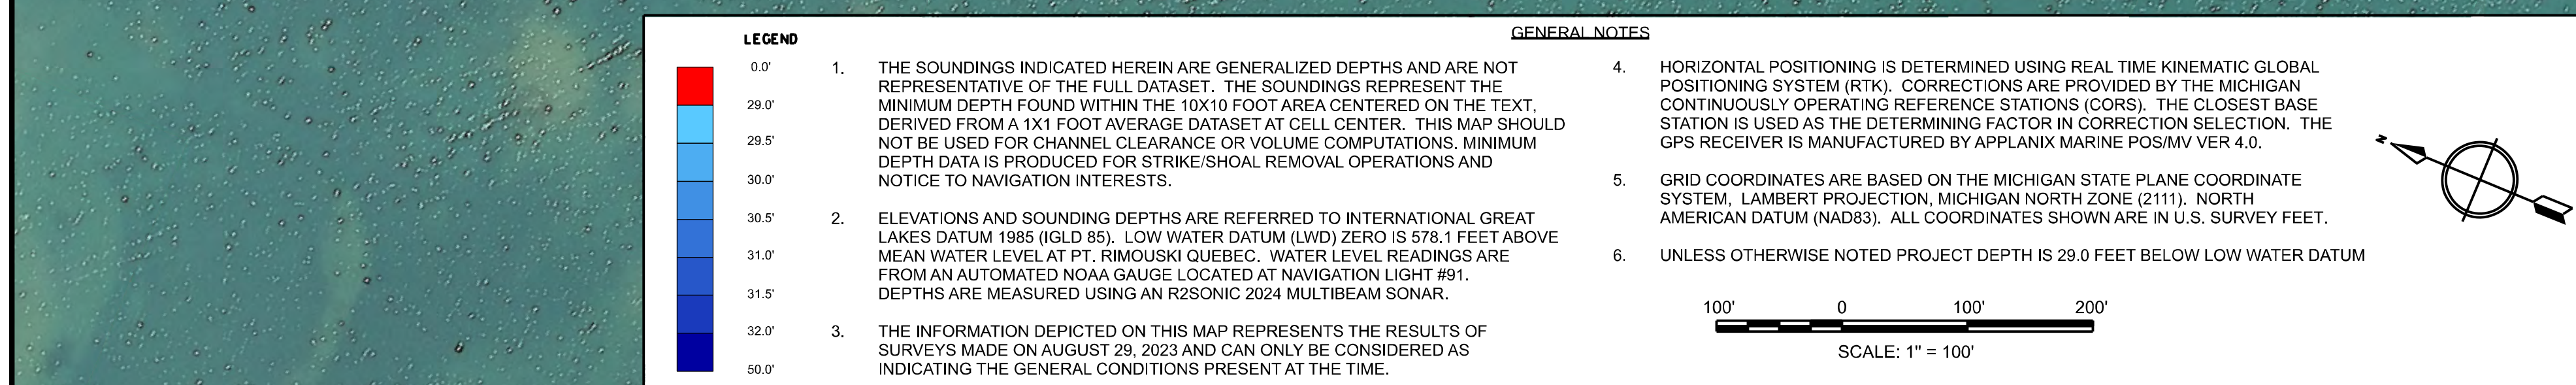 LEGEND
0.0'
29.0'
29.5'
30.0'
30.5'
31.0'
31.5'
32.0'
50.0'
GENERAL NOTES
1. THE SOUNDINGS INDICATED HEREIN ARE GENERALIZED DEPTHS AND ARE NOT
REPRESENTATIVE OF THE FULL DATASET. THE SOUNDINGS REPRESENT THE
MINIMUM DEPTH FOUND WITHIN THE 10X10 FOOT AREA CENTERED ON THE TEXT,
DERIVED FROM A 1X1 FOOT AVERAGE DATASET AT CELL CENTER. THIS MAP SHOULD
NOT BE USED FOR CHANNEL CLEARANCE OR VOLUME COMPUTATIONS. MINIMUM
DEPTH DATA IS PRODUCED FOR STRIKE/SHOAL REMOVAL OPERATIONS AND
NOTICE TO NAVIGATION INTERESTS.
2. ELEVATIONS AND SOUNDING DEPTHS ARE REFERRED TO INTERNATIONAL GREAT
LAKES DATUM 1985 (IGLD 85). LOW WATER DATUM (LWD) ZERO IS 578.1 FEET ABOVE
MEAN WATER LEVEL AT PT. RIMOUSKI QUEBEC. WATER LEVEL READINGS ARE
FROM AN AUTOMATED NOAA GAUGE LOCATED AT NAVIGATION LIGHT #91.
DEPTHS ARE MEASURED USING AN R2SONIC 2024 MULTIBEAM SONAR.
3. THE INFORMATION DEPICTED ON THIS MAP REPRESENTS THE RESULTS OF
SURVEYS MADE ON AUGUST 29, 2023 AND CAN ONLY BE CONSIDERED AS
INDICATING THE GENERAL CONDITIONS PRESENT AT THE TIME.
4. HORIZONTAL POSITIONING IS DETERMINED USING REAL TIME KINEMATIC GLOBAL
POSITIONING SYSTEM (RTK). CORRECTIONS ARE PROVIDED BY THE MICHIGAN
CONTINUOUSLY OPERATING REFERENCE STATIONS (CORS). THE CLOSEST BASE
STATION IS USED AS THE DETERMINING FACTOR IN CORRECTION SELECTION. THE
GPS RECEIVER IS MANUFACTURED BY APPLANIX MARINE POS/MV VER 4.0.
5. GRID COORDINATES ARE BASED ON THE MICHIGAN STATE PLANE COORDINATE
SYSTEM, LAMBERT PROJECTION, MICHIGAN NORTH ZONE (2111). NORTH
AMERICAN DATUM (NAD83). ALL COORDINATES SHOWN ARE IN U.S. SURVEY FEET.
6. UNLESS OTHERWISE NOTED PROJECT DEPTH IS 29.0 FEET BELOW LOW WATER DATUM
100' 0 100' 200'
SCALE: 1" = 100'
N